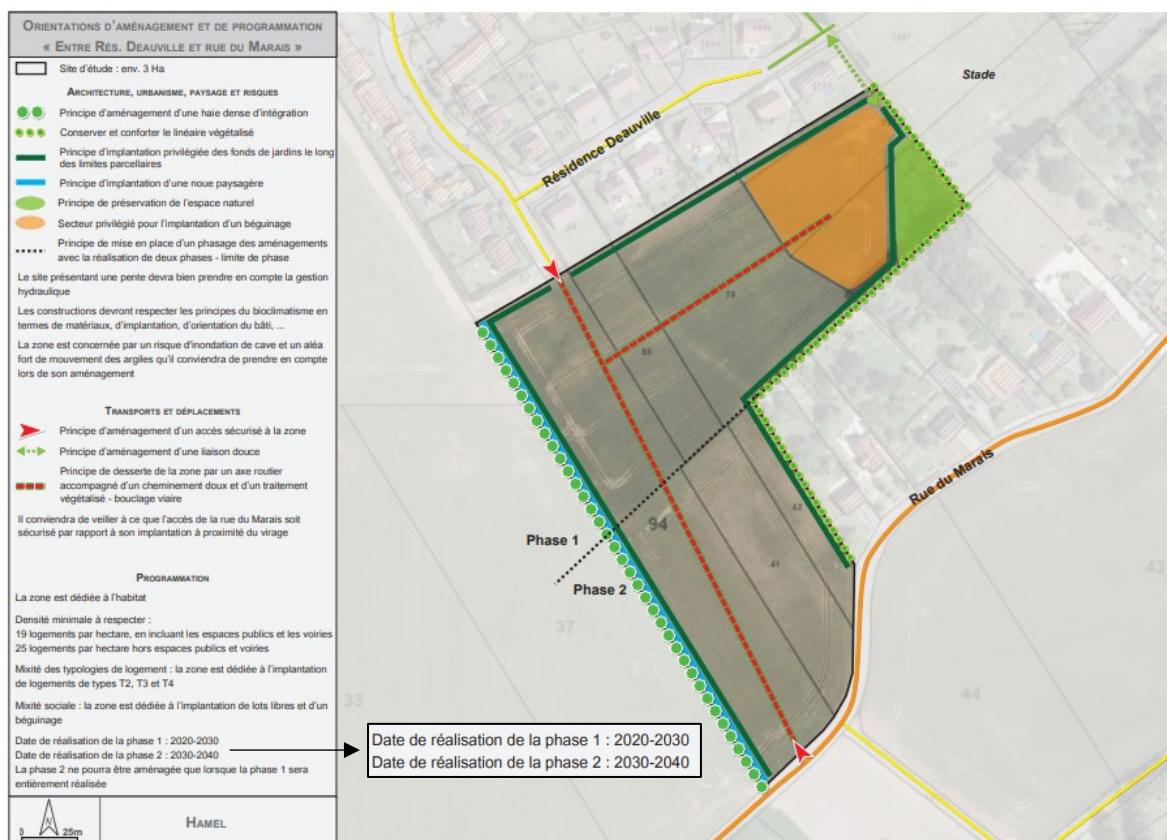 ORIENTATIONS D'AMÉNAGEMENT ET DE PROGRAMMATION
« ENTRE RÉS. DEAUVILLE ET RUE DU MARAIS »
Site d'étude : env. 3 Ha
ARCHITECTURE, URBANISME, PAYSAGE ET RISQUES
Principe d'aménagement d'une haie dense d'intégration
Conserver et conforter le linéaire végétalisé
Principe d'implantation privilégiée des fonds de jardins le long
des limites parcellaires
Principe d'implantation d'une noue paysagère
Principe de préservation de l'espace naturel
Secteur privilégié pour l'implantation d'un béguinage
Principe de mise en place d'un phasage des aménagements
avec la réalisation de deux phases - limite de phase
Le site présentant une pente devra bien prendre en compte la gestion
hydraulique
Les constructions devront respecter les principes du bioclimatisme en
termes de matériaux, d'implantation, d'orientation du bâti, ...
La zone est concernée par un risque d'inondation de cave et un aléa
fort de mouvement des argiles qu'il conviendra de prendre en compte
lors de son aménagement
TRANSPORTS ET DÉPLACEMENTS
Principe d'aménagement d'un accès sécurisé à la zone
Principe d'aménagement d'une liaison douce
Principe de desserte de la zone par un axe routier
accompagné d'un cheminement doux et d'un traitement
végétalisé - bouclage viaire
Il conviendra de veiller à ce que l'accès de la rue du Marais soit
sécurisé par rapport à son implantation à proximité du virage
PROGRAMMATION
La zone est dédiée à l'habitat
Densité minimale à respecter :
19 logements par hectare, en incluant les espaces publics et les voiries
25 logements par hectare hors espaces publics et voiries
Mixité des typologies de logement : la zone est dédiée à l'implantation
de logements de types T2, T3 et T4
Mixité sociale : la zone est dédiée à l'implantation de lots libres et d'un
béguinage
Date de réalisation de la phase 1 : 2020-2030
Date de réalisation de la phase 2 : 2030-2040
La phase 2 ne pourra être aménagée que lorsque la phase 1 sera
entièrement réalisée
0 25m
HAMEL
Stade
Résidence Deauville
78
85
Rue du Marais
94
42
41
Phase 1
Phase 2
37
33
43
44
Date de réalisation de la phase 1 : 2020-2030
Date de réalisation de la phase 2 : 2030-2040